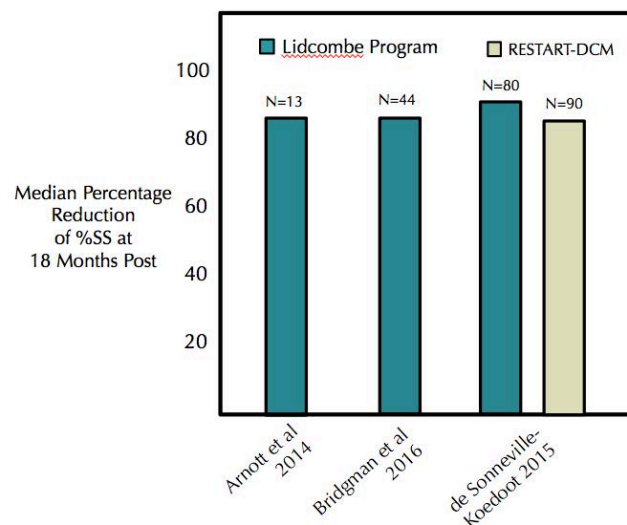 Lidcombe Program
RESTART-DCM
100
80
60
40
20
Median Percentage
Reduction
of %SS at
18 Months Post
N=13
N=44
N=80
N=90
Arnott et al
2014
Bridgman et al
2016
de Sonneville-
Koedoot 2015